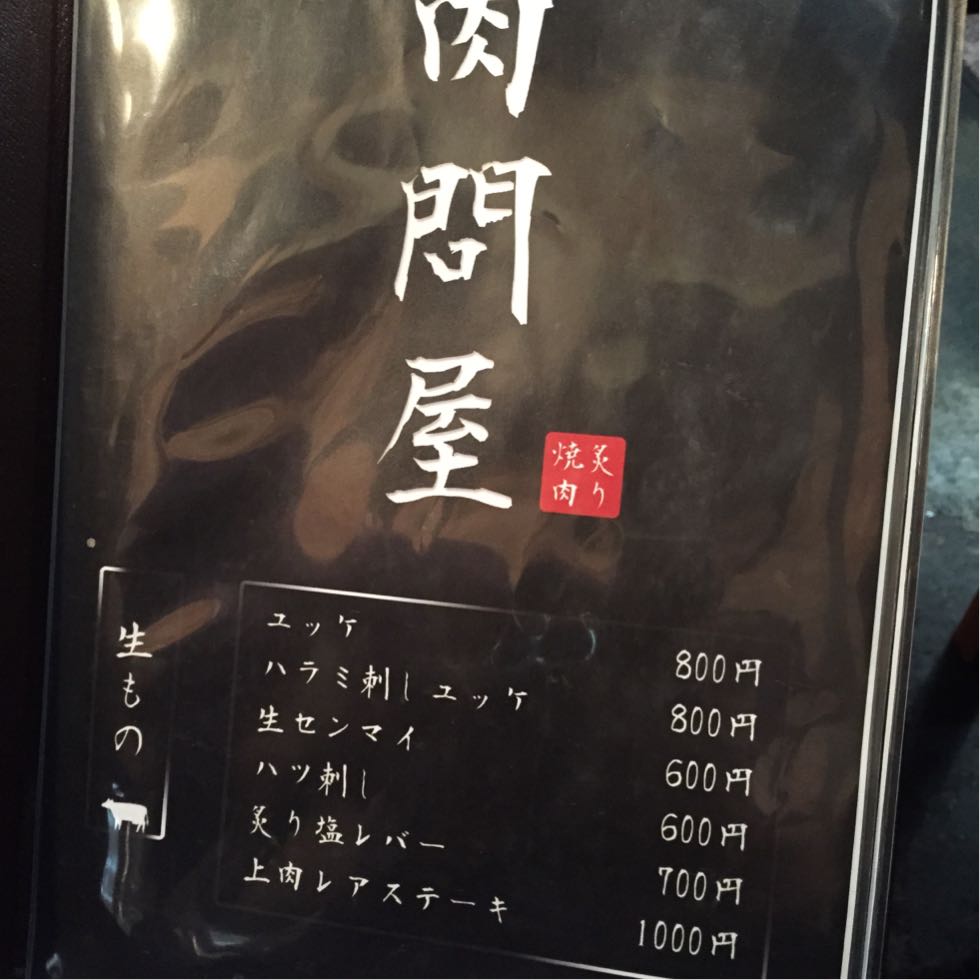 肉問屋
炙り
焼肉
生もの
ユッケ 800円
ハラミ刺しユッケ 800円
生センマイ 600円
ハツ刺し 600円
炙り塩レバー 700円
上肉レアステーキ 1000円